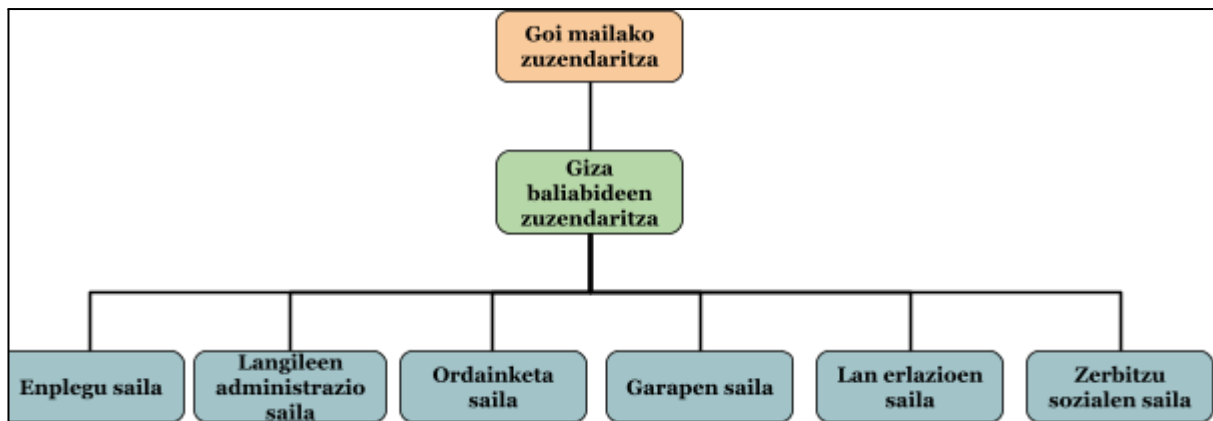 Goi mailako
zuzendaritza
Giza
baliabideen
zuzendaritza
Enplegu saila
Langileen
administrazio
saila
Ordainketa
saila
Garapen saila
Lan erlazioen
saila
Zerbitzu
sozialen saila